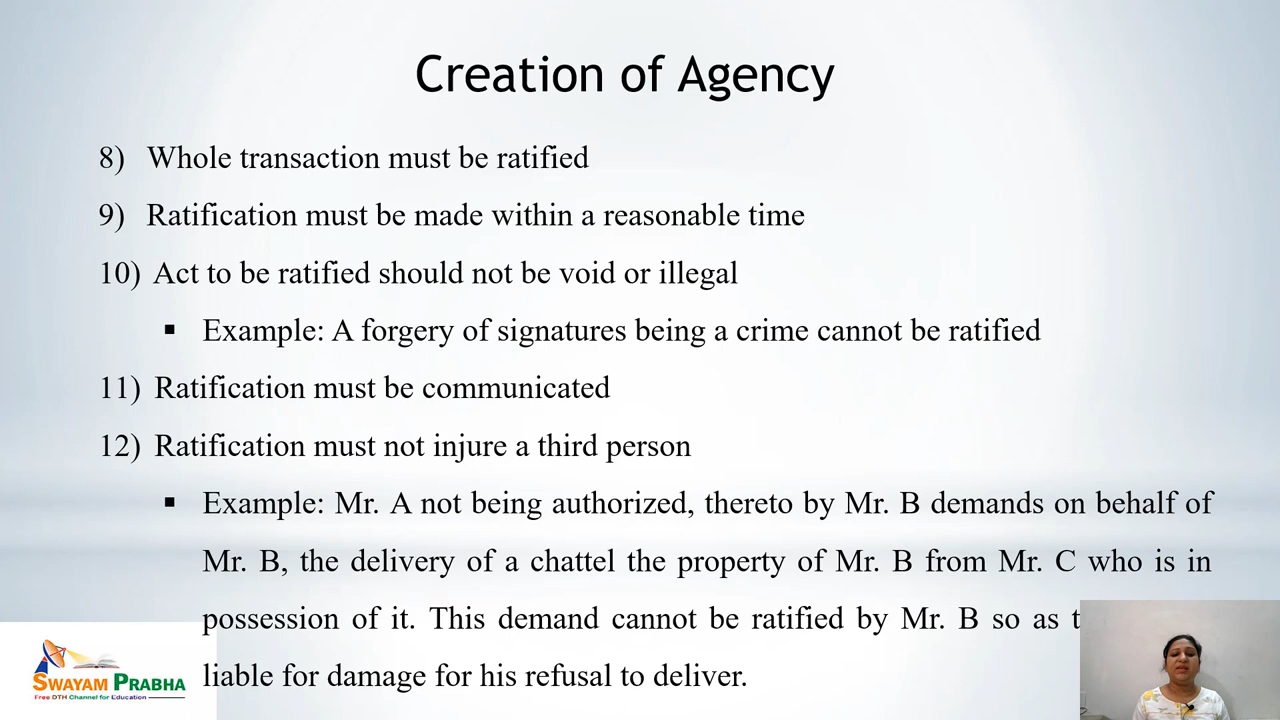 Creation of Agency
8) Whole transaction must be ratified
9) Ratification must be made within a reasonable time
10) Act to be ratified should not be void or illegal
▪ Example: A forgery of signatures being a crime cannot be ratified
11) Ratification must be communicated
12) Ratification must not injure a third person
▪ Example: Mr. A not being authorized, thereto by Mr. B demands on behalf of
Mr. B, the delivery of a chattel the property of Mr. B from Mr. C who is in
possession of it. This demand cannot be ratified by Mr. B so as
liable for damage for his refusal to deliver.
SWAYAM PRABHA
Free DTH Channel for Education